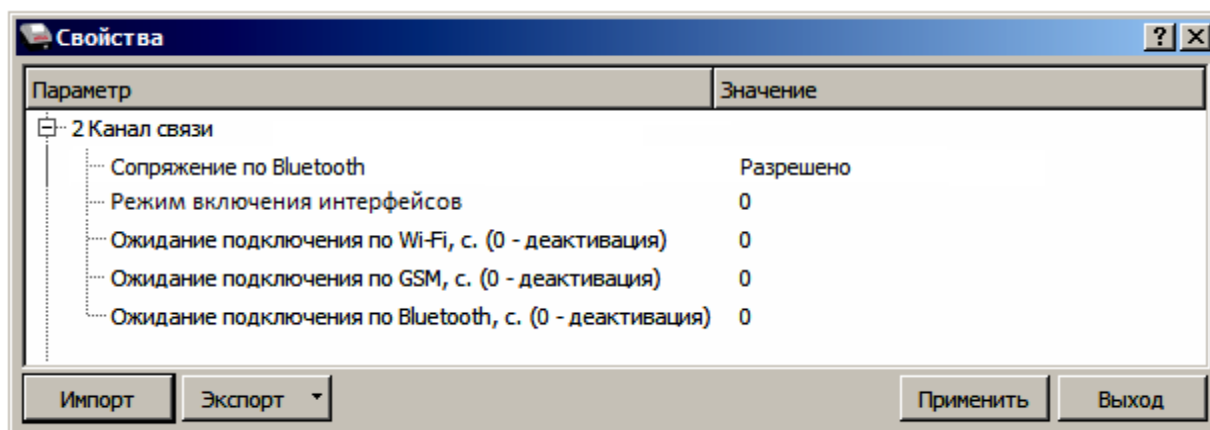 Свойства
Параметр Значение
2 Канал связи
Сопряжение по Bluetooth Разрешено
Режим включения интерфейсов 0
Ожидание подключения по Wi-Fi, с. (0 - деактивация) 0
Ожидание подключения по GSM, с. (0 - деактивация) 0
Ожидание подключения по Bluetooth, с. (0 - деактивация) 0
Импорт Экспорт Применить Выход